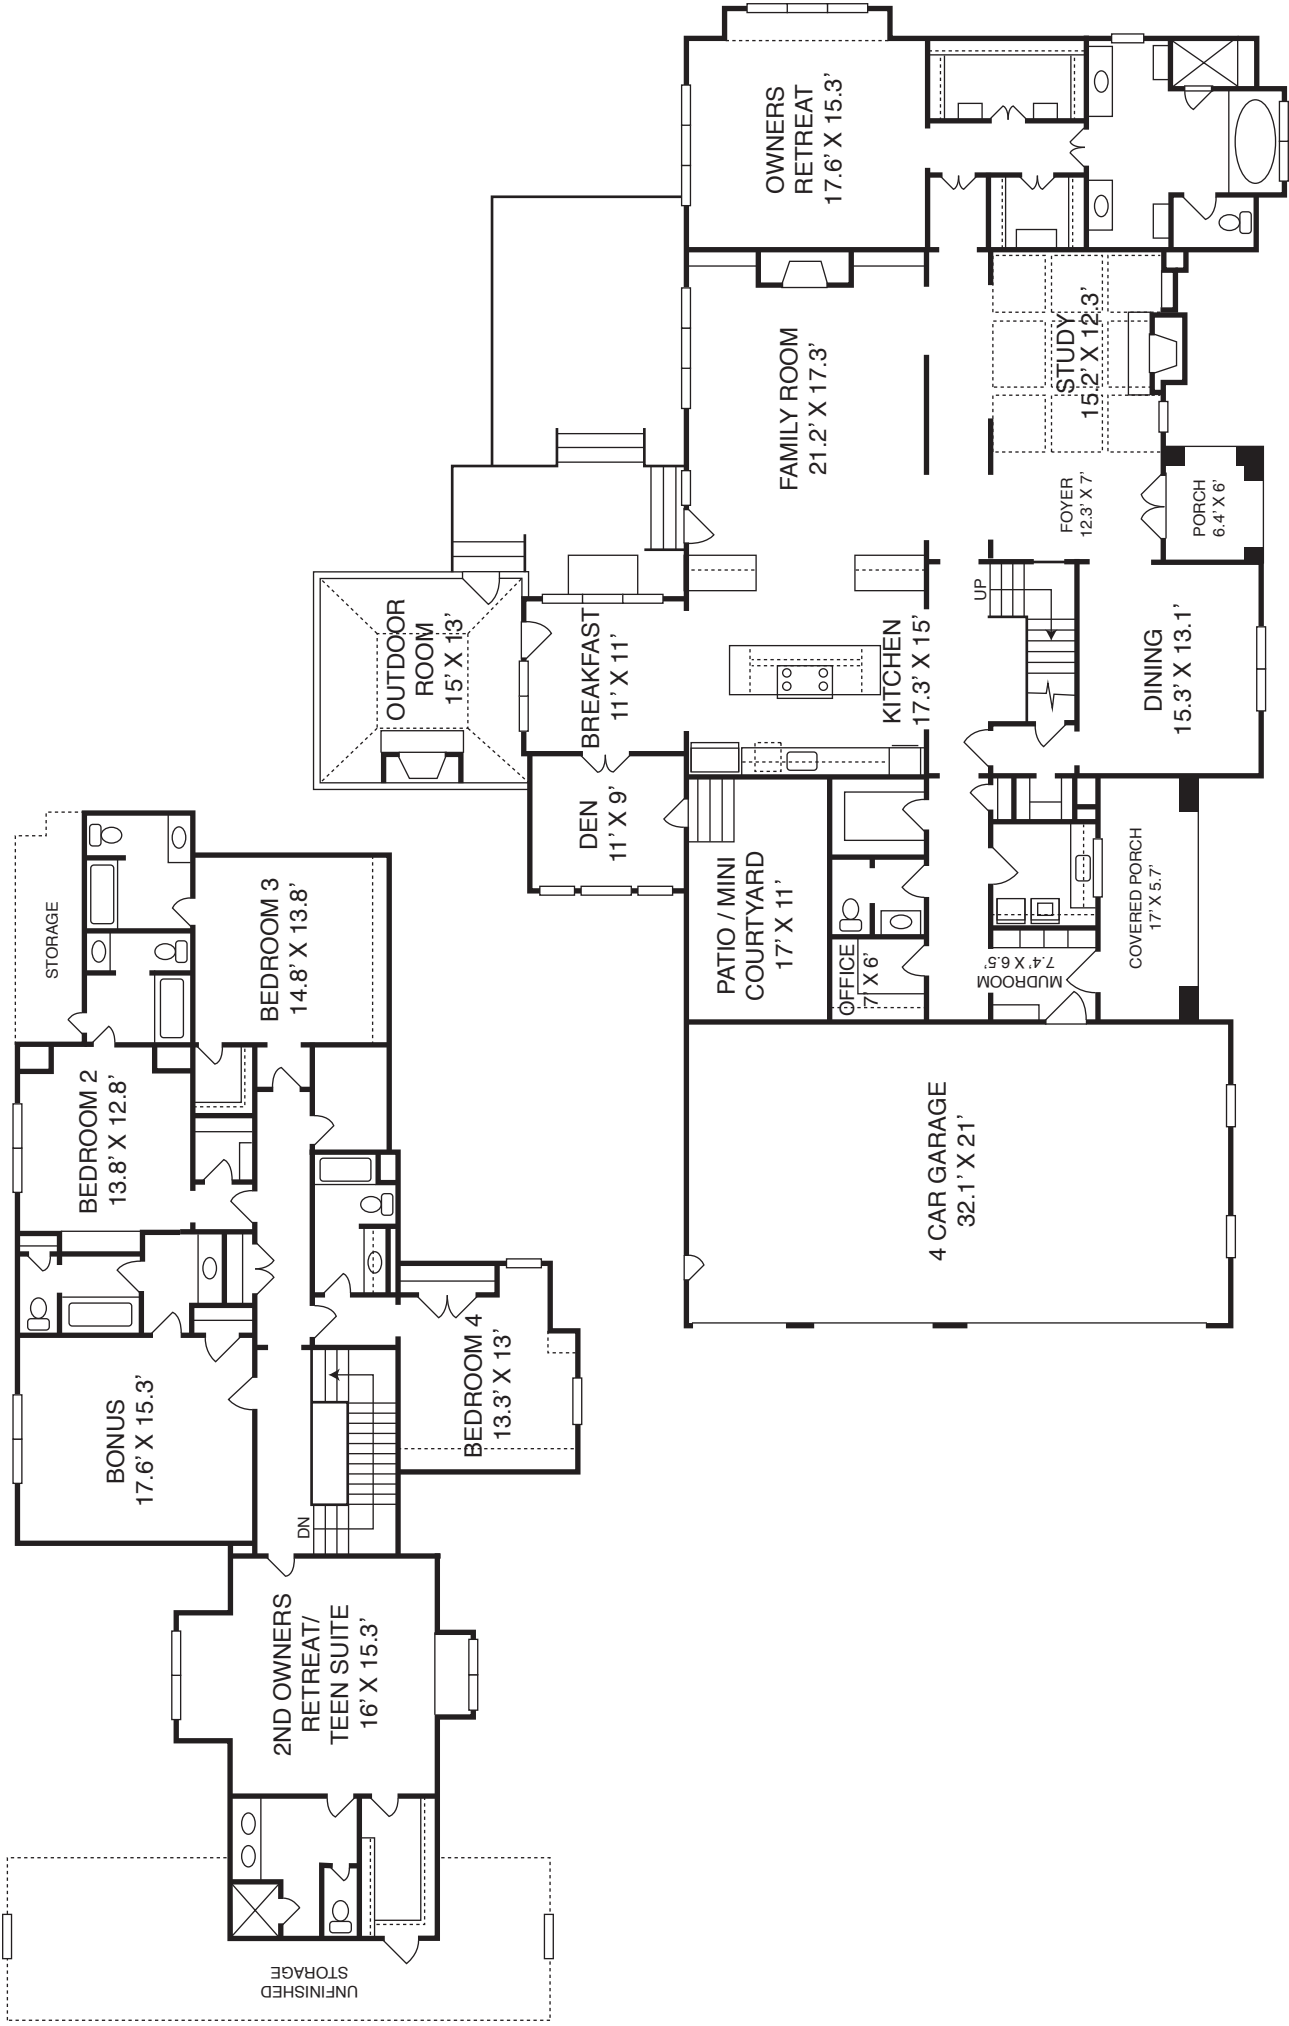 OWNERS
RETREAT
17.6' X 15.3'
FAMILY ROOM
21.2' X 17.3'
STUDY
15.2' X 12.3'
FOYER
12.3' X 7'
PORCH
6.4' X 6'
OUTDOOR
ROOM
15' X 13'
BREAKFAST
11' X 11'
KITCHEN
17.3' X 15'
UP
DINING
15.3' X 13.1'
DEN
11' X 9'
PATIO / MINI
COURTYARD
17' X 11'
OFFICE
7' X 6'
MUDROOM
7.4' X 6.5'
COVERED PORCH
17' X 5.7'
4 CAR GARAGE
32.1' X 21'
STORAGE
BEDROOM 3
14.8' X 13.8'
BEDROOM 2
13.8' X 12.8'
BEDROOM 4
13.3' X 13'
BONUS
17.6' X 15.3'
DN
2ND OWNERS
RETREAT/
TEEN SUITE
16' X 15.3'
UNFINISHED
STORAGE